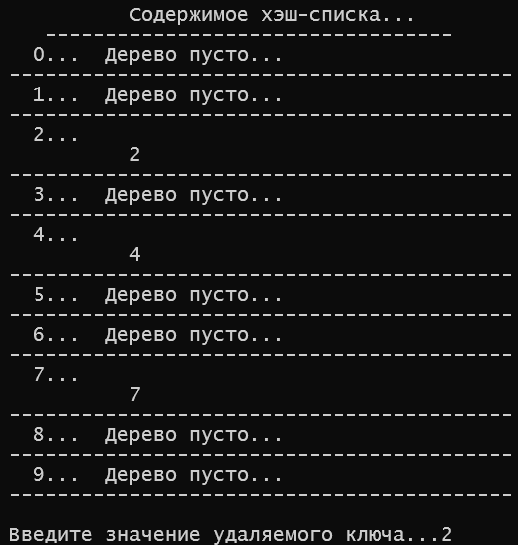 Содержимое хэш-списка...
---------------------------------
0... Дерево пусто...
-----------------------------------------
1... Дерево пусто...
-----------------------------------------
2...
2
-----------------------------------------
3... Дерево пусто...
-----------------------------------------
4...
4
-----------------------------------------
5... Дерево пусто...
-----------------------------------------
6... Дерево пусто...
-----------------------------------------
7...
7
-----------------------------------------
8... Дерево пусто...
-----------------------------------------
9... Дерево пусто...
-----------------------------------------
Введите значение удаляемого ключа...2